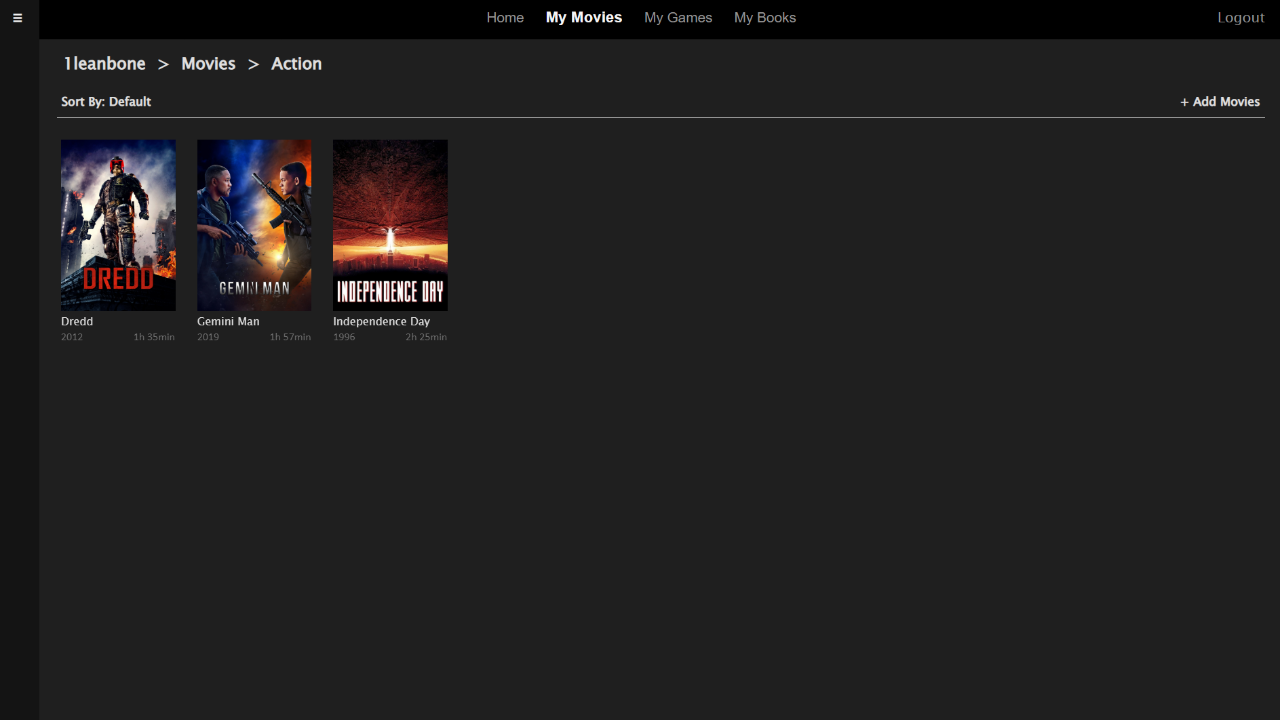 ☰ Home My Movies My Games My Books Logout
1leanbone > Movies > Action
Sort By: Default + Add Movies
DREDD GEMINI MAN INDEPENDENCE DAY
Dredd Gemini Man Independence Day
2012 1h 35min 2019 1h 57min 1996 2h 25min